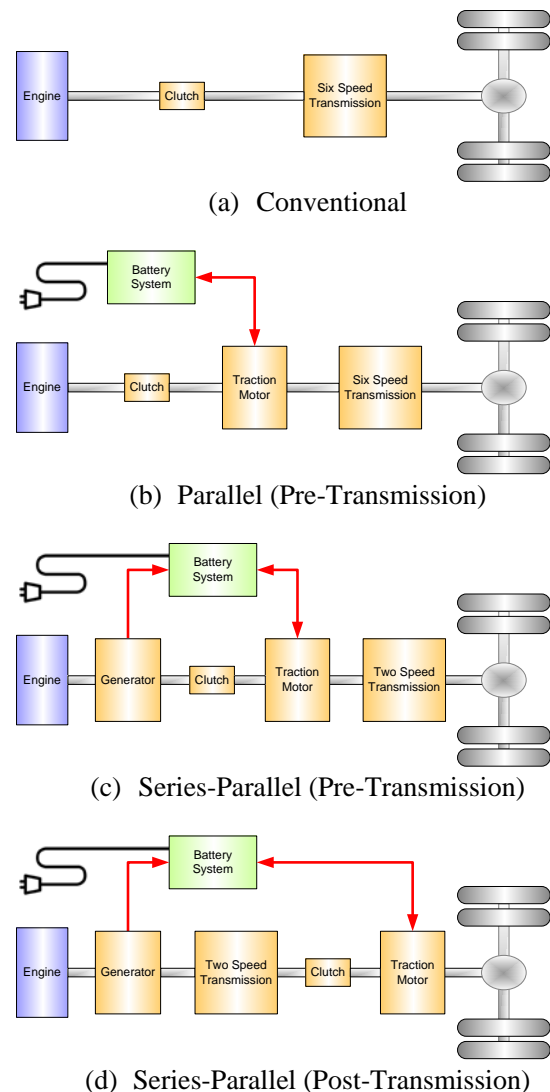 Engine
Clutch
Six Speed
Transmission
(a) Conventional
Battery
System
Engine
Clutch
Traction
Motor
Six Speed
Transmission
(b) Parallel (Pre-Transmission)
Battery
System
Engine
Generator
Clutch
Traction
Motor
Two Speed
Transmission
(c) Series-Parallel (Pre-Transmission)
Battery
System
Engine
Generator
Two Speed
Transmission
Clutch
Traction
Motor
(d) Series-Parallel (Post-Transmission)